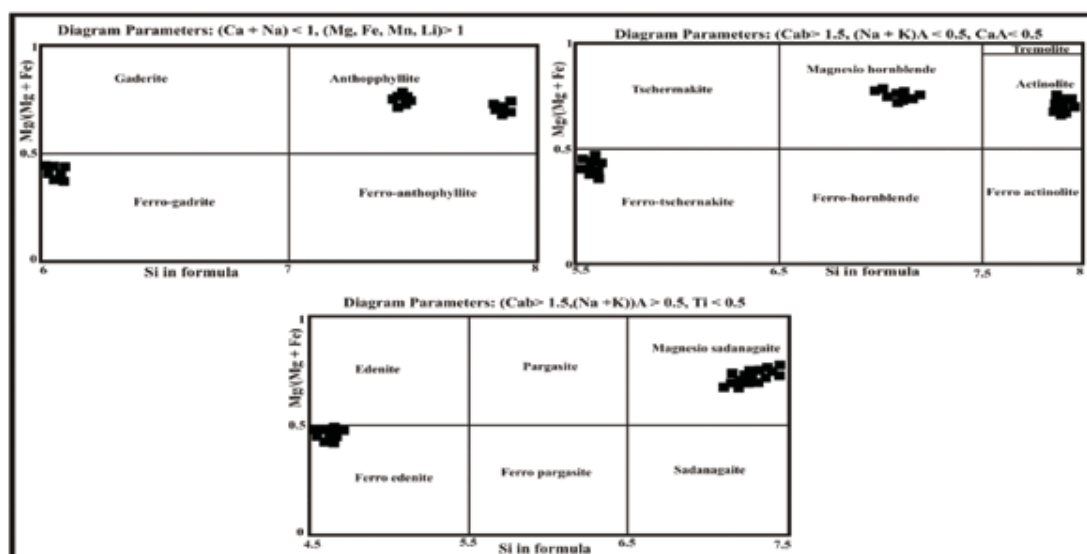 Diagram Parameters: (Ca + Na) < 1, (Mg, Fe, Mn, Li)> 1
1
Gaderite
Anthopphyllite
Mg/(Mg + Fe)
0.5
Ferro-gadrite
Ferro-anthophyllite
0
6
7
8
Si in formula
Diagram Parameters: (Cab> 1.5, (Na + K)A < 0.5, CaA< 0.5
1
Tremolite
Tschermakite
Magnesio hornblende
Actinolite
Mg/(Mg + Fe)
0.5
Ferro-tschernakite
Ferro-hornblende
Ferro actinolite
0
5.5
6.5
7.5
8
Si in formula
Diagram Parameters: (Cab> 1.5,(Na +K))A > 0.5, Ti < 0.5
1
Edenite
Pargasite
Magnesio sadanagaite
Mg/(Mg + Fe)
0.5
Ferro edenite
Ferro pargasite
Sadanagaite
0
4.5
5.5
6.5
7.5
Si in formula